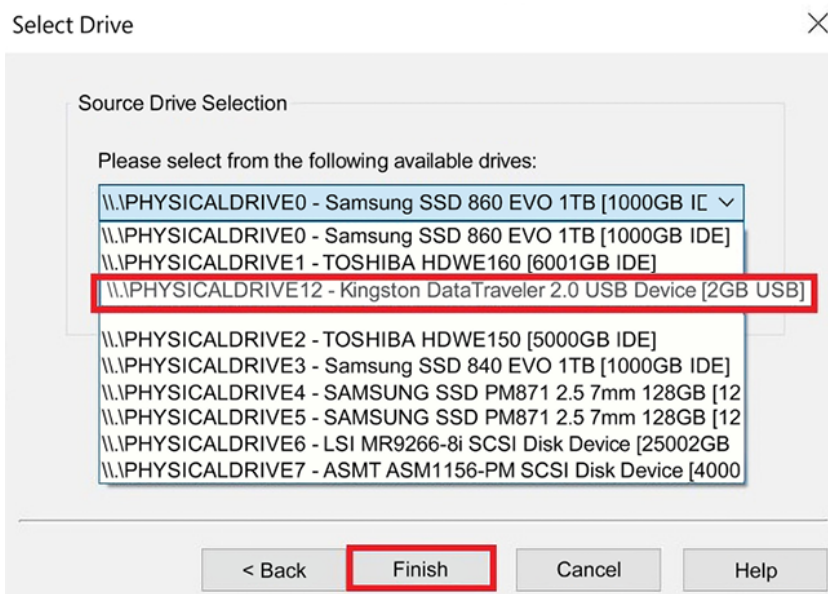 Select Drive
Source Drive Selection
Please select from the following available drives:
\\.\PHYSICALDRIVE0 - Samsung SSD 860 EVO 1TB [1000GB
\\.\PHYSICALDRIVE0 - Samsung SSD 860 EVO 1TB [1000GB IDE]
\\.\PHYSICALDRIVE1 - TOSHIBA HDWE160 [6001GB IDE]
\\.\PHYSICALDRIVE12 - Kingston DataTraveler 2.0 USB Device [2GB USB]
\\.\PHYSICALDRIVE2 - TOSHIBA HDWE150 [5000GB IDE]
\\.\PHYSICALDRIVE3 - Samsung SSD 840 EVO 1TB [1000GB IDE]
\\.\PHYSICALDRIVE4 - SAMSUNG SSD PM871 2.5 7mm 128GB [12
\\.\PHYSICALDRIVE5 - SAMSUNG SSD PM871 2.5 7mm 128GB [12
\\.\PHYSICALDRIVE6 - LSI MR9266-8i SCSI Disk Device [25002GB
\\.\PHYSICALDRIVE7 - ASMT ASM1156-PM SCSI Disk Device [4000
< Back Finish Cancel Help